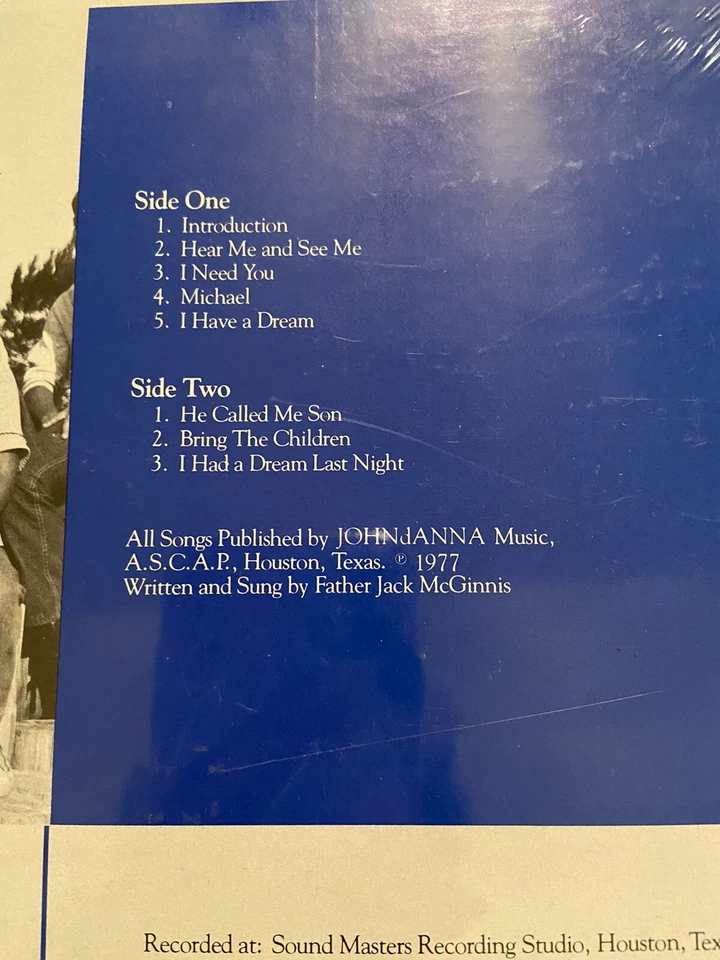 Side One
1. Introduction
2. Hear Me and See Me
3. I Need You
4. Michael
5. I Have a Dream
Side Two
1. He Called Me Son
2. Bring The Children
3. I Had a Dream Last Night
All Songs Published by JOHNdANNA Music,
A.S.C.A.P., Houston, Texas. ℗ 1977
Written and Sung by Father Jack McGinnis
Recorded at: Sound Masters Recording Studio, Houston, Tex